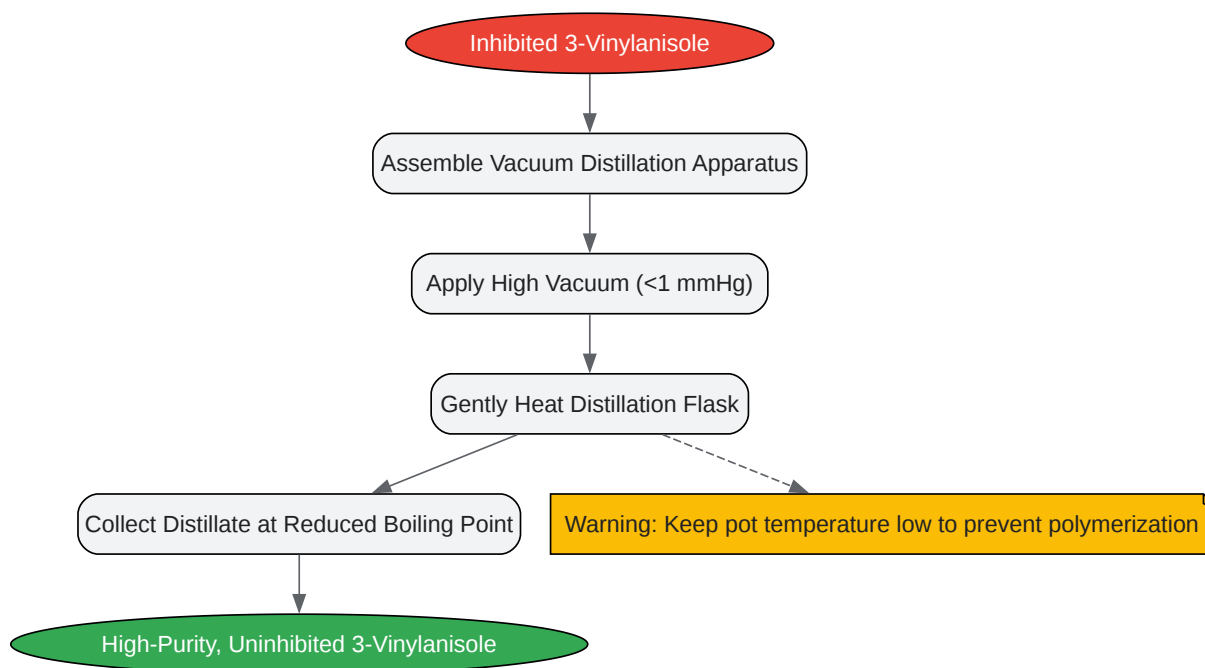 Inhibited 3-Vinylanisole
Assemble Vacuum Distillation Apparatus
Apply High Vacuum (<1 mmHg)
Gently Heat Distillation Flask
Collect Distillate at Reduced Boiling Point
Warning: Keep pot temperature low to prevent polymerization
High-Purity, Uninhibited 3-Vinylanisole